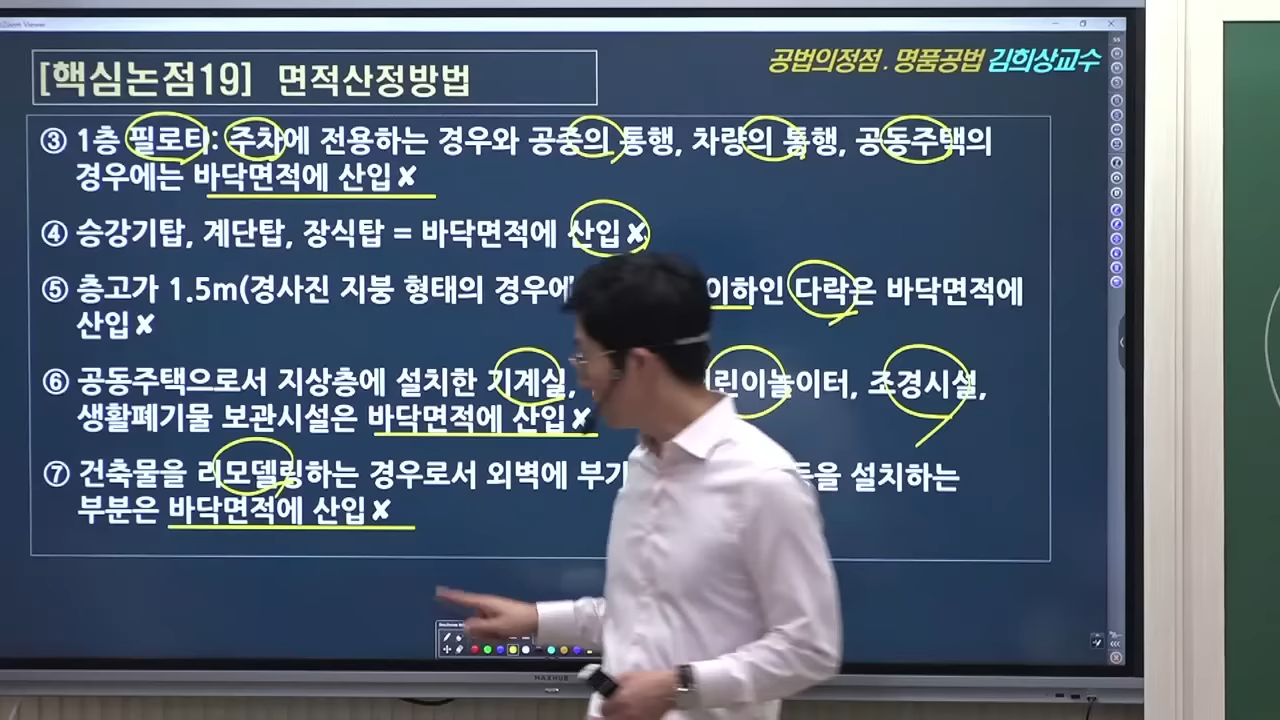 Zoom Viewer
[핵심논점19] 면적산정방법
공법의정점. 명품공법 김희상교수
③ 1층 필로티: 주차에 전용하는 경우와 공중의 통행, 차량의 통행, 공동주택의
경우에는 바닥면적에 산입✘
④ 승강기탑, 계단탑, 장식탑 = 바닥면적에 산입✘
⑤ 층고가 1.5m(경사진 지붕 형태의 경우에 이하인 다락은 바닥면적에
산입✘
⑥ 공동주택으로서 지상층에 설치한 기계실, 어린이놀이터, 조경시설,
생활폐기물 보관시설은 바닥면적에 산입✘
⑦ 건축물을 리모델링하는 경우로서 외벽에 부가 등을 설치하는
부분은 바닥면적에 산입✘
MAXHUB